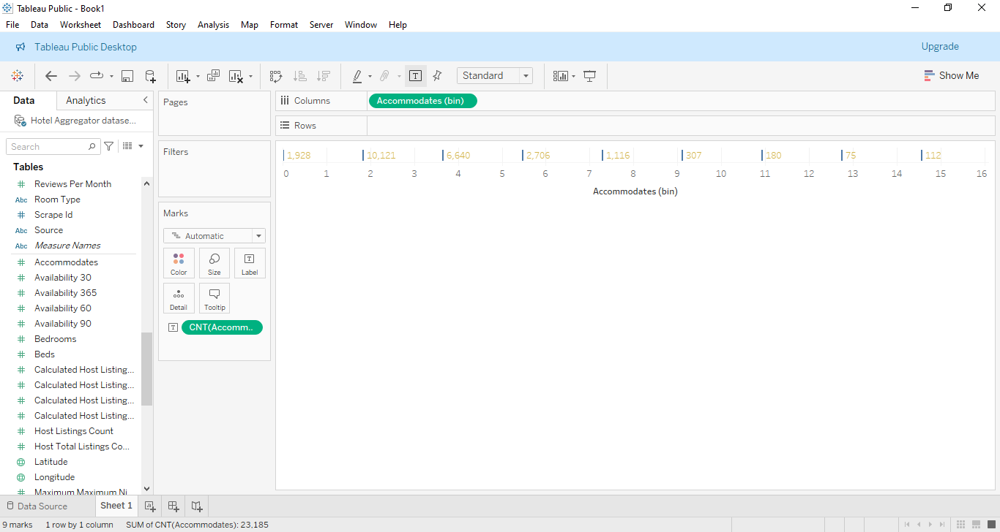 Tableau Public - Book1
File Data Worksheet Dashboard Story Analysis Map Format Server Window Help
Tableau Public Desktop Upgrade
Standard Show Me
Data Analytics
Hotel Aggregator datase...
Search
Tables
# Reviews Per Month
Abc Room Type
# Scrape Id
Abc Source
Abc Measure Names
# Accommodates
# Availability 30
# Availability 365
# Availability 60
# Availability 90
# Bedrooms
# Beds
# Calculated Host Listing...
# Calculated Host Listing...
# Calculated Host Listing...
# Calculated Host Listing...
# Host Listings Count
# Host Total Listings Co...
Latitude
Longitude
# Maximum Maximum Ni
Pages
Filters
Marks
Automatic
Color Size Label
Detail Tooltip
T CNT(Accomm..
Columns Accommodates (bin)
Rows
1,928 10,121 6,640 2,706 1,116 307 180 75 112
0 1 2 3 4 5 6 7 8 9 10 11 12 13 14 15 16
Accommodates (bin)
Data Source Sheet 1
9 marks 1 row by 1 column SUM of CNT(Accommodates): 23,185